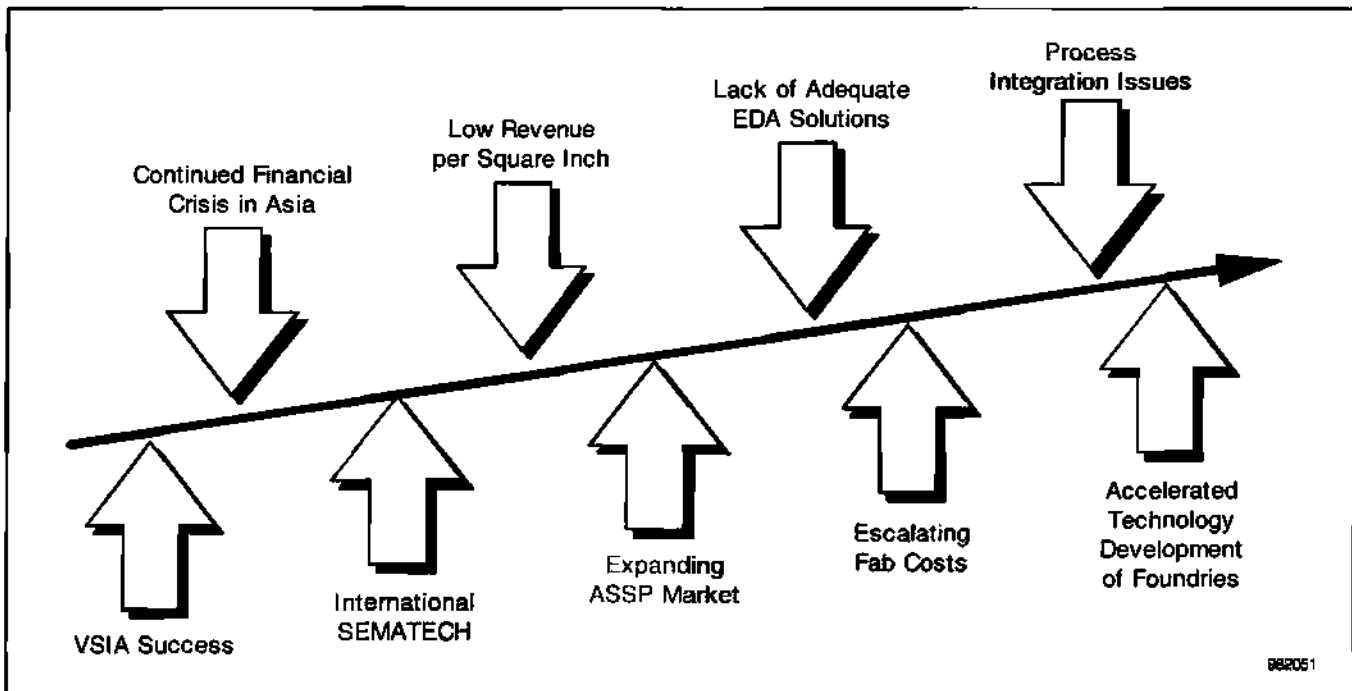 Process
Integration Issues
Lack of Adequate
EDA Solutions
Low Revenue
per Square Inch
Continued Financial
Crisis in Asia
VSIA Success
International
SEMATECH
Expanding
ASSP Market
Escalating
Fab Costs
Accelerated
Technology
Development
of Foundries
982051